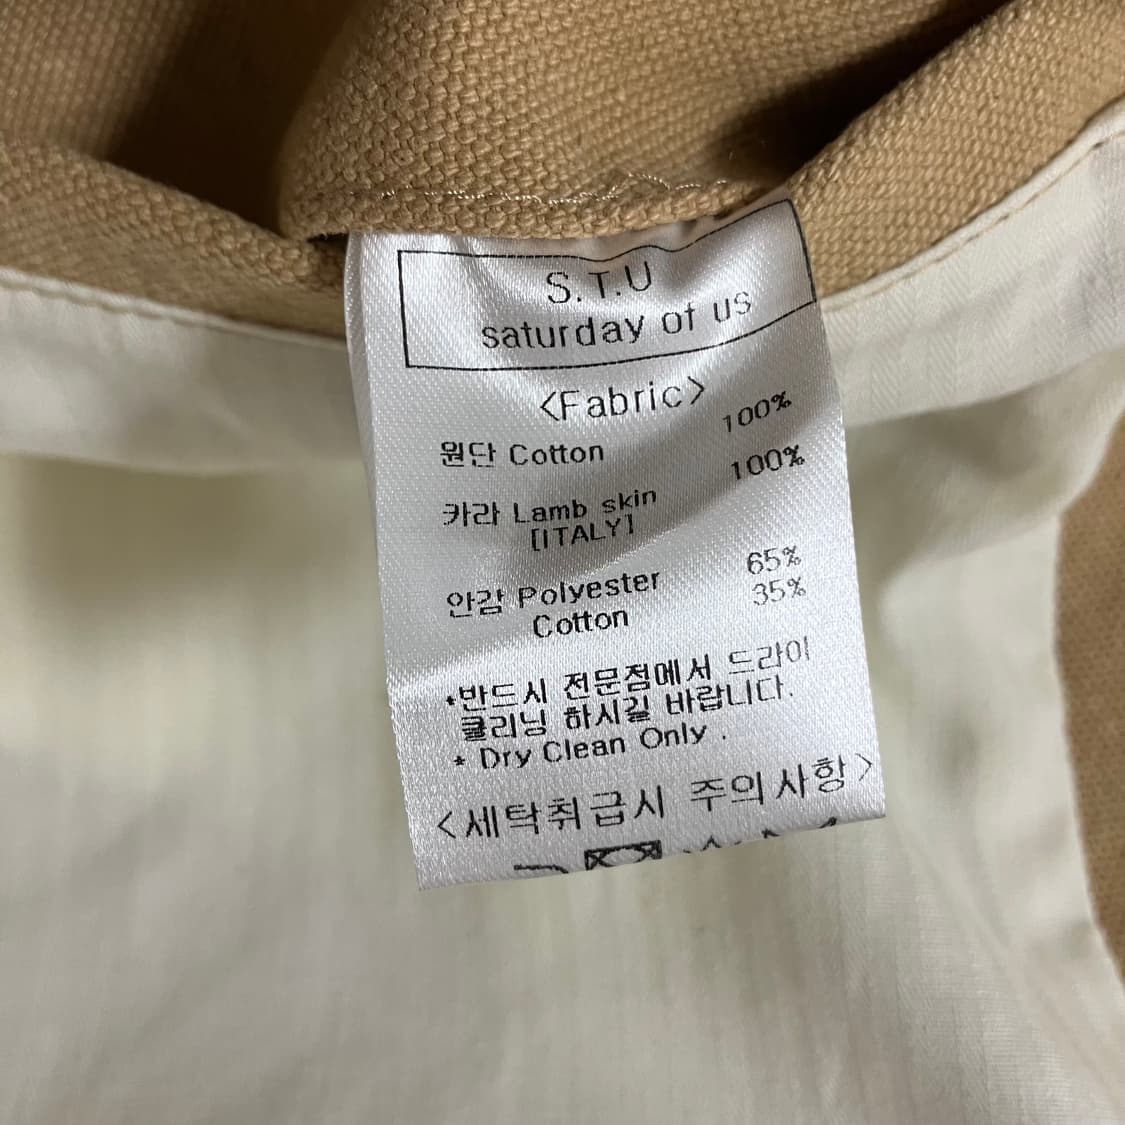 S.T.U
saturday of us
<Fabric>
원단 Cotton 100%
카라 Lamb skin 100%
[ITALY]
안감 Polyester 65%
Cotton 35%
*반드시 전문점에서 드라이
클리닝 하시길 바랍니다.
* Dry Clean Only .
<세탁취급시 주의사항>